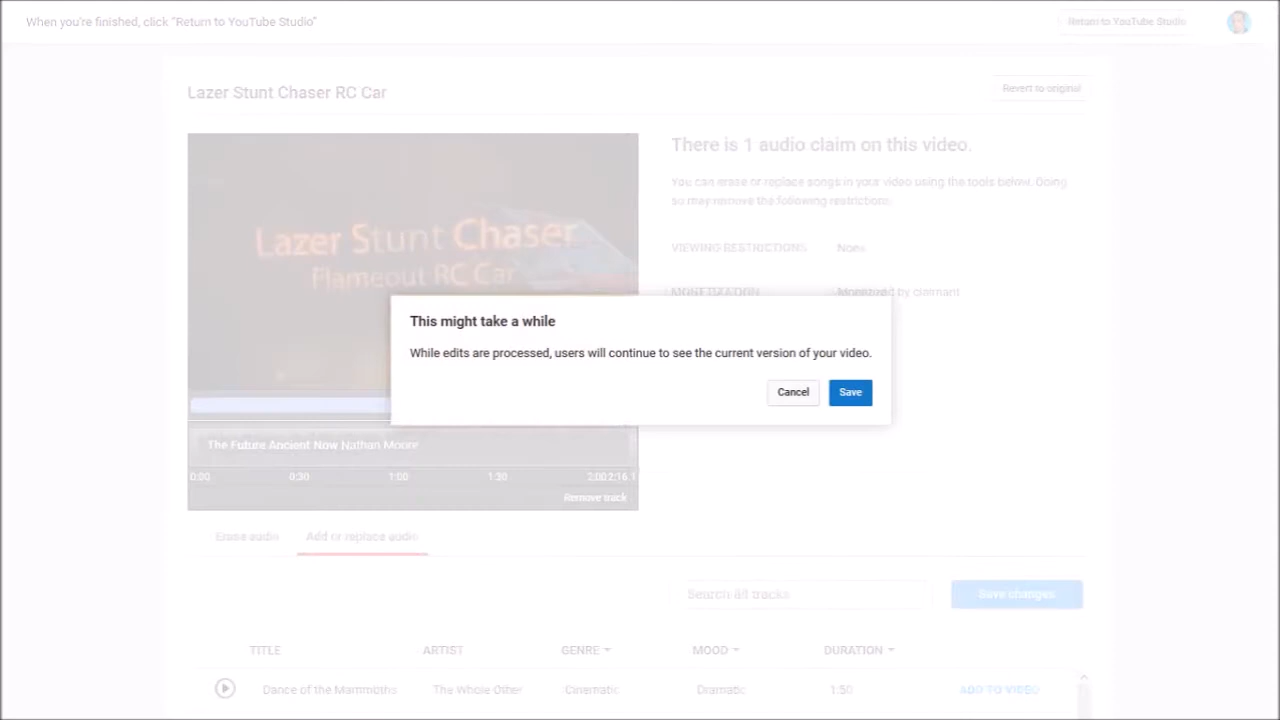 When you're finished, click "Return to YouTube Studio"
Return to YouTube Studio
Lazer Stunt Chaser RC Car
Revert to original
There is 1 audio claim on this video.
You can erase or replace songs in your video using the tools below. Doing
so may remove the following restrictions.
VIEWING RESTRICTIONS None
MONETIZATION Monetized by claimant
Lazer Stunt Chaser
Flameout RC Car
This might take a while
While edits are processed, users will continue to see the current version of your video.
Cancel Save
The Future Ancient Now Nathan Moore
0:00 0:30 1:00 1:30
Remove track
Erase audio Add or replace audio
Search 84 tracks Save changes
TITLE ARTIST GENRE MOOD DURATION
Dance of the Mammoths The Whole Other Cinematic Dramatic 1:50 ADD TO VIDEO